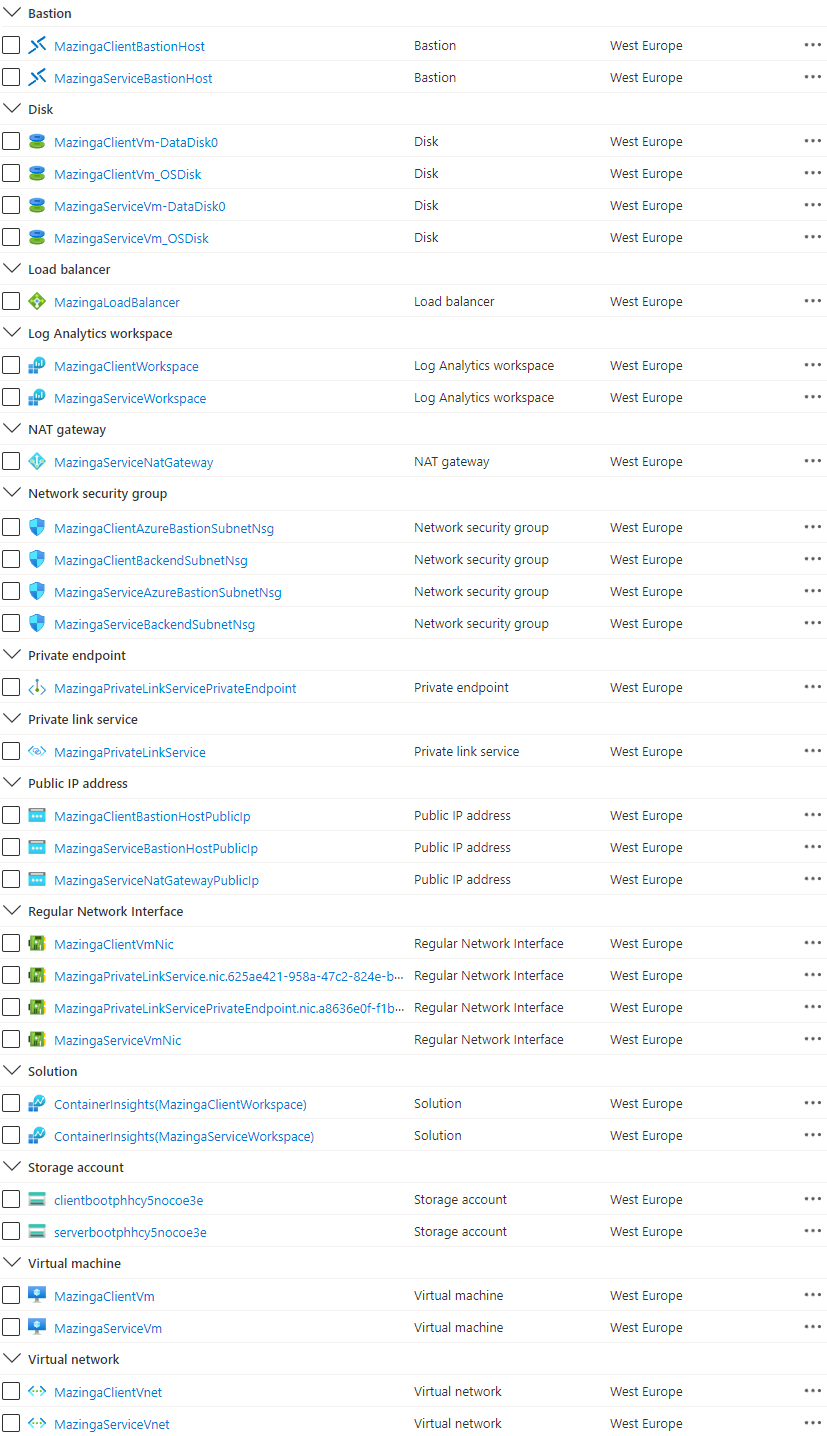 Bastion
MazingaClientBastionHost Bastion West Europe
MazingaServiceBastionHost Bastion West Europe
Disk
MazingaClientVm-DataDisk0 Disk West Europe
MazingaClientVm_OSDisk Disk West Europe
MazingaServiceVm-DataDisk0 Disk West Europe
MazingaServiceVm_OSDisk Disk West Europe
Load balancer
MazingaLoadBalancer Load balancer West Europe
Log Analytics workspace
MazingaClientWorkspace Log Analytics workspace West Europe
MazingaServiceWorkspace Log Analytics workspace West Europe
NAT gateway
MazingaServiceNatGateway NAT gateway West Europe
Network security group
MazingaClientAzureBastionSubnetNsg Network security group West Europe
MazingaClientBackendSubnetNsg Network security group West Europe
MazingaServiceAzureBastionSubnetNsg Network security group West Europe
MazingaServiceBackendSubnetNsg Network security group West Europe
Private endpoint
MazingaPrivateLinkServicePrivateEndpoint Private endpoint West Europe
Private link service
MazingaPrivateLinkService Private link service West Europe
Public IP address
MazingaClientBastionHostPublicIp Public IP address West Europe
MazingaServiceBastionHostPublicIp Public IP address West Europe
MazingaServiceNatGatewayPublicIp Public IP address West Europe
Regular Network Interface
MazingaClientVmNic Regular Network Interface West Europe
MazingaPrivateLinkService.nic.625ae421-958a-47c2-824e-b... Regular Network Interface West Europe
MazingaPrivateLinkServicePrivateEndpoint.nic.a8636e0f-f1b... Regular Network Interface West Europe
MazingaServiceVmNic Regular Network Interface West Europe
Solution
ContainerInsights(MazingaClientWorkspace) Solution West Europe
ContainerInsights(MazingaServiceWorkspace) Solution West Europe
Storage account
clientbootphhcy5nocoe3e Storage account West Europe
serverbootphhcy5nocoe3e Storage account West Europe
Virtual machine
MazingaClientVm Virtual machine West Europe
MazingaServiceVm Virtual machine West Europe
Virtual network
MazingaClientVnet Virtual network West Europe
MazingaServiceVnet Virtual network West Europe